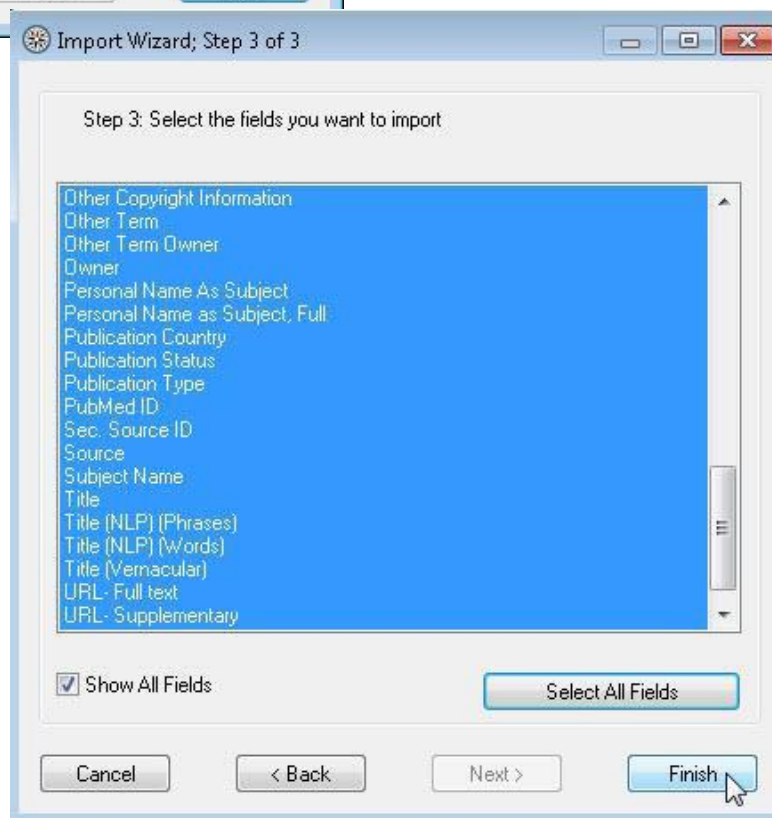 Import Wizard; Step 3 of 3
Step 3: Select the fields you want to import
Other Copyright Information
Other Term
Other Term Owner
Owner
Personal Name As Subject
Personal Name as Subject, Full
Publication Country
Publication Status
Publication Type
PubMed ID
Sec. Source ID
Source
Subject Name
Title
Title (NLP) (Phrases)
Title (NLP) (Words)
Title (Vernacular)
URL- Full text
URL- Supplementary
Show All Fields
Select All Fields
Cancel
< Back
Next >
Finish